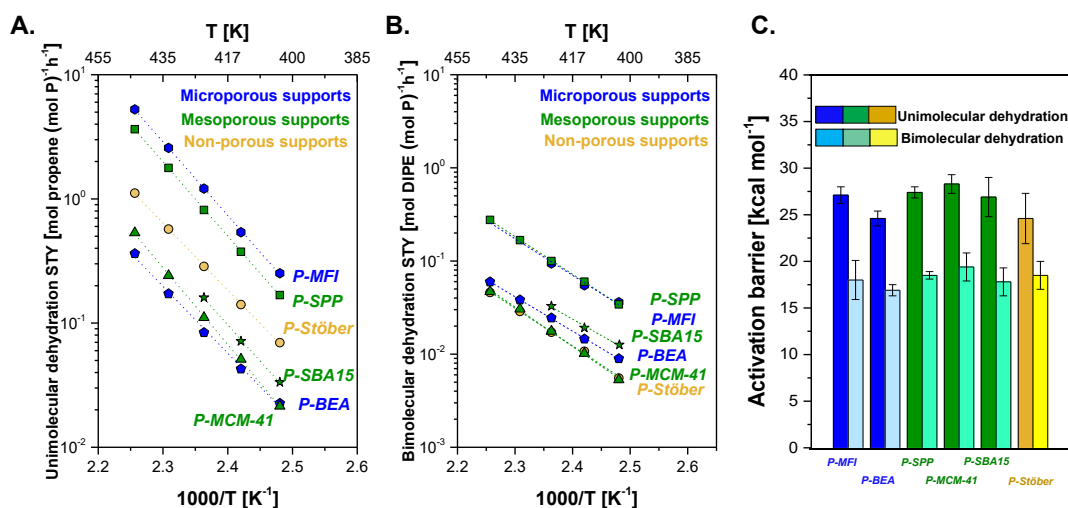 A.
T [K]
455 435 417 400 385
Unimolecular dehydration STY [mol propene (mol P)⁻¹h⁻¹]
10¹
10⁰
10⁻¹
10⁻²
Microporous supports
Mesoporous supports
Non-porous supports
P-MFI
P-SPP
P-Stöber
P-SBA15
P-BEA
P-MCM-41
2.2 2.3 2.4 2.5 2.6
1000/T [K⁻¹]
B.
T [K]
455 435 417 400 385
Bimolecular dehydration STY [mol DIPE (mol P)⁻¹h⁻¹]
10¹
10⁰
10⁻¹
10⁻²
10⁻³
Microporous supports
Mesoporous supports
Non-porous supports
P-SPP
P-MFI
P-SBA15
P-BEA
P-MCM-41
P-Stöber
2.2 2.3 2.4 2.5 2.6
1000/T [K⁻¹]
C.
Activation barrier [kcal mol⁻¹]
40
35
30
25
20
15
10
5
0
Unimolecular dehydration
Bimolecular dehydration
P-MFI P-SPP P-SBA15
P-BEA P-MCM-41 P-Stöber